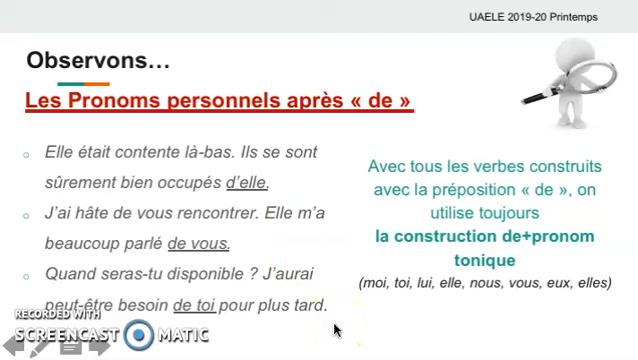 UAELE 2019-20 Printemps
Observons…
Les Pronoms personnels après « de »
Elle était contente là-bas. Ils se sont
sûrement bien occupés d’elle.
J’ai hâte de vous rencontrer. Elle m’a
beaucoup parlé de vous.
Quand seras-tu disponible ? J’aurai
peut-être besoin de toi pour plus tard.
Avec tous les verbes construits
avec la préposition « de », on
utilise toujours
la construction de+pronom
tonique
(moi, toi, lui, elle, nous, vous, eux, elles)
RECORDED WITH
SCREENCAST MATIC